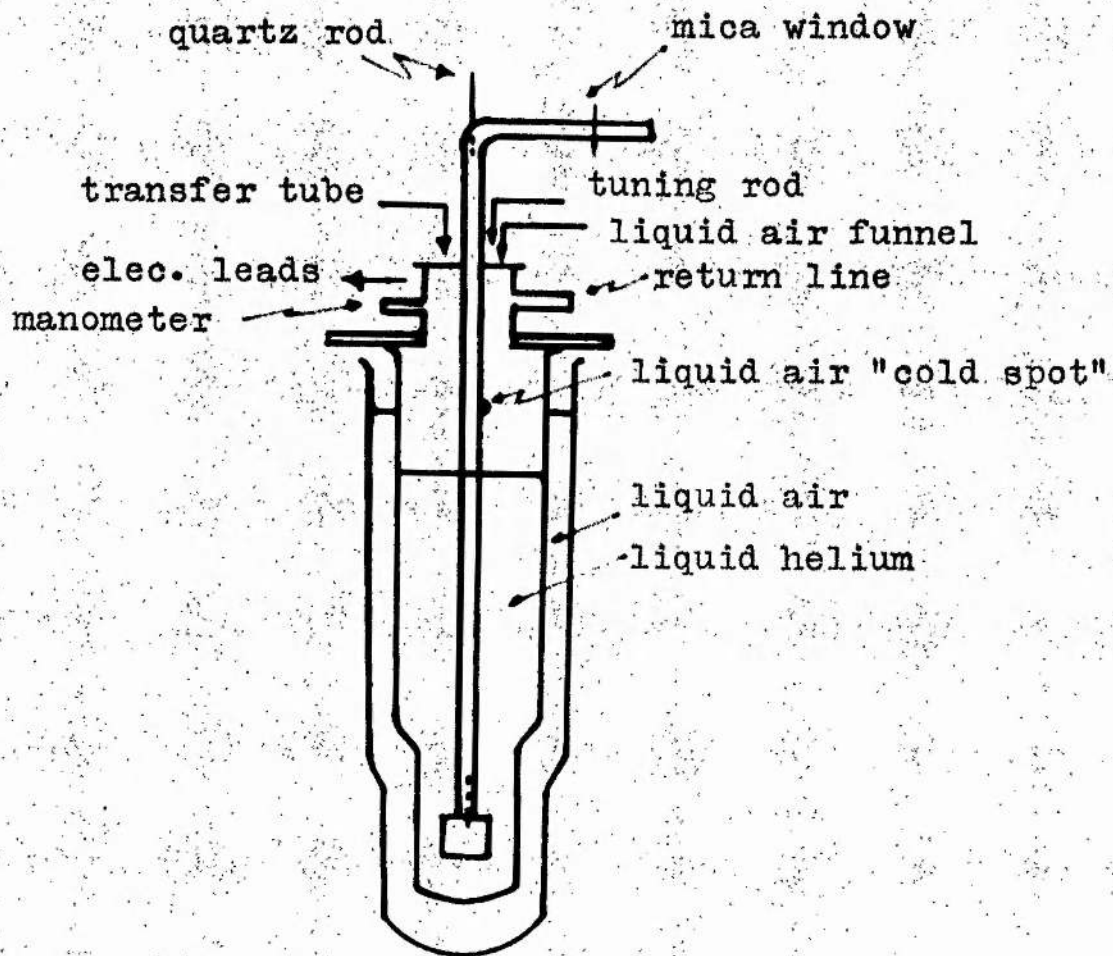 quartz rod
mica window
transfer tube
tuning rod
liquid air funnel
elec. leads
return line
manometer
liquid air "cold spot"
liquid air
liquid helium